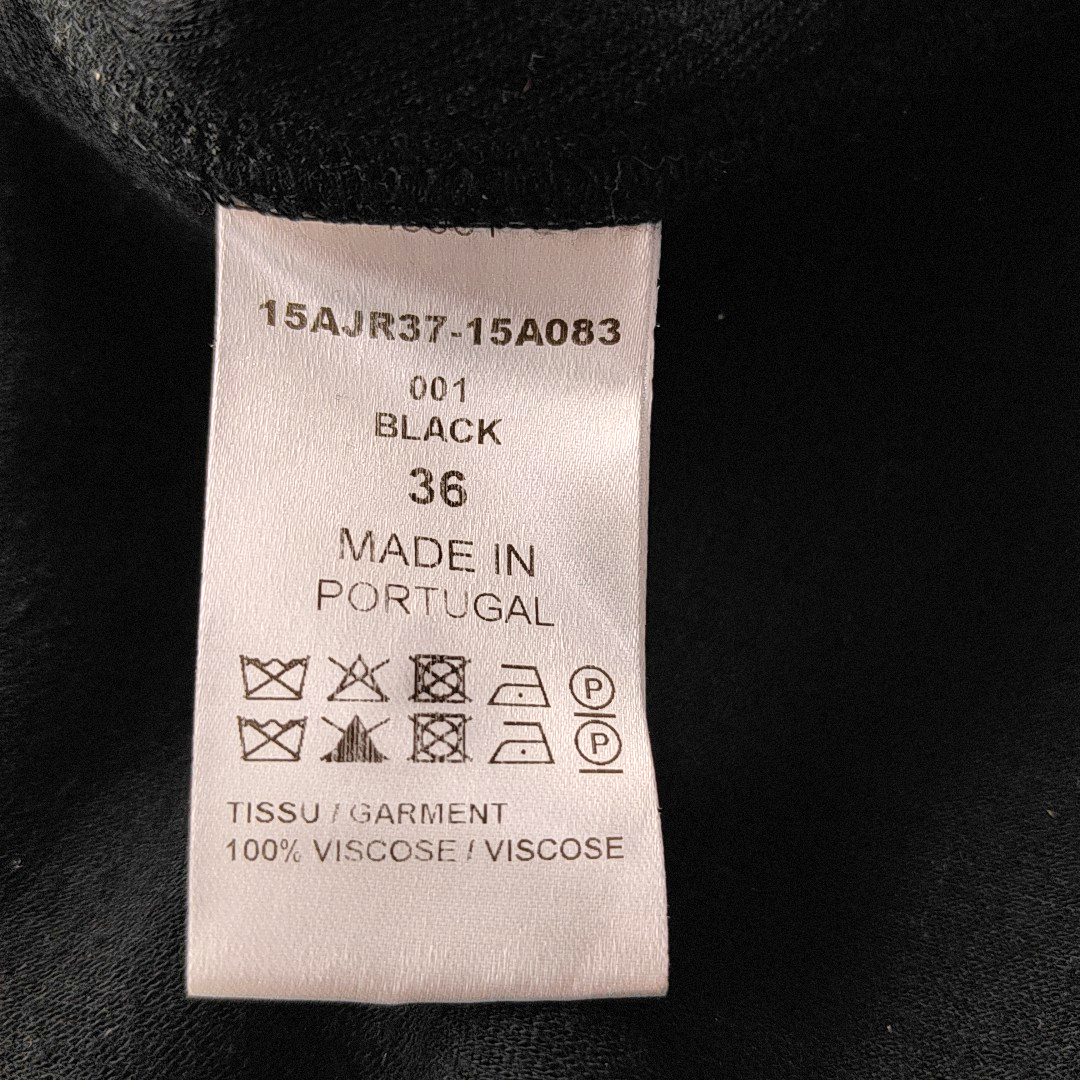 15AJR37-15A083
001
BLACK
36
MADE IN
PORTUGAL
P
P
TISSU / GARMENT
100% VISCOSE / VISCOSE